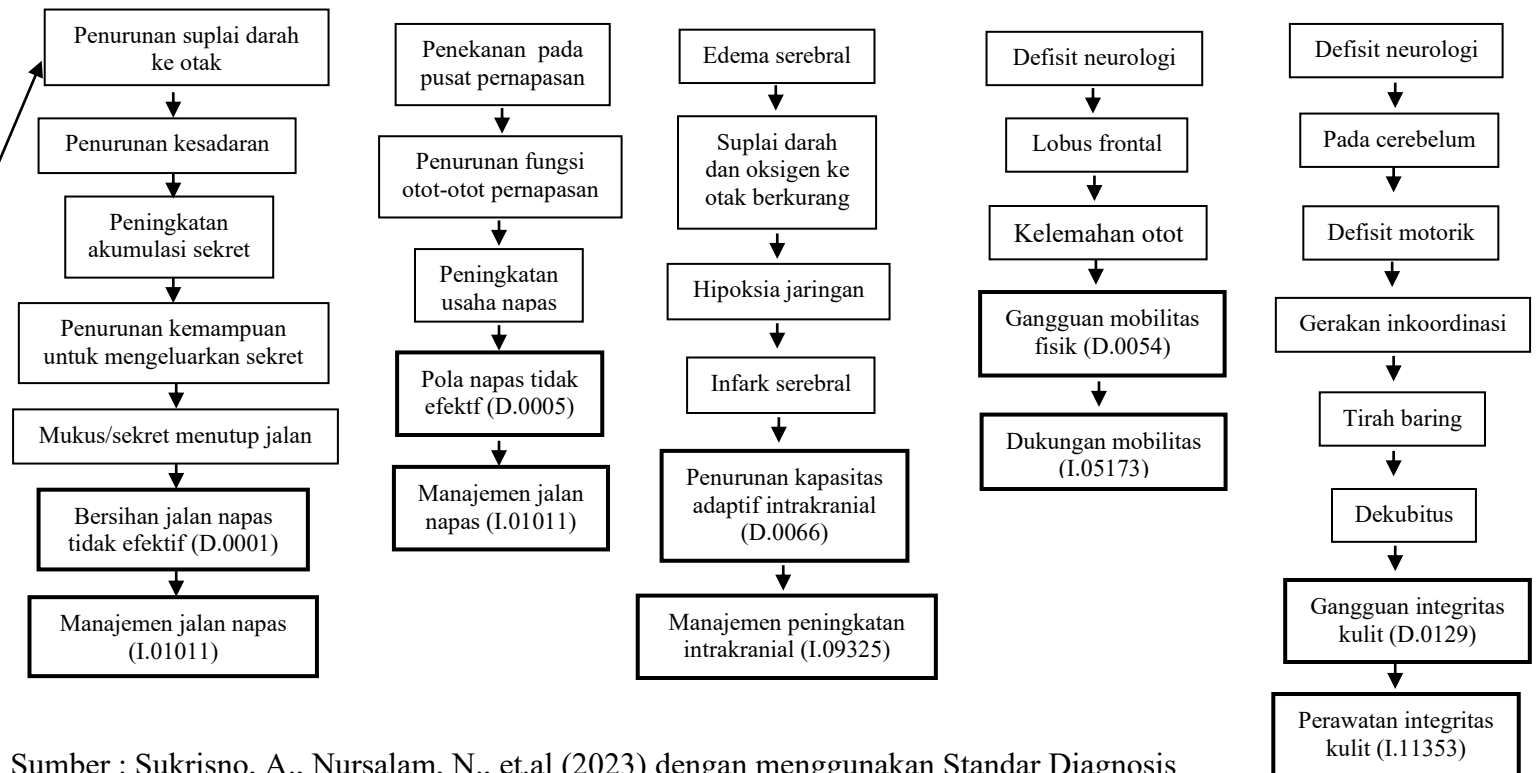 Penurunan suplai darah
ke otak
Penurunan kesadaran
Peningkatan
akumulasi sekret
Penurunan kemampuan
untuk mengeluarkan sekret
Mukus/sekret menutup jalan
Bersihan jalan napas
tidak efektif (D.0001)
Manajemen jalan napas
(I.01011)
Penekanan pada
pusat pernapasan
Penurunan fungsi
otot-otot pernapasan
Peningkatan
usaha napas
Pola napas tidak
efektf (D.0005)
Manajemen jalan
napas (I.01011)
Edema serebral
Suplai darah
dan oksigen ke
otak berkurang
Hipoksia jaringan
Infark serebral
Penurunan kapasitas
adaptif intrakranial
(D.0066)
Manajemen peningkatan
intrakranial (I.09325)
Defisit neurologi
Lobus frontal
Kelemahan otot
Gangguan mobilitas
fisik (D.0054)
Dukungan mobilitas
(I.05173)
Defisit neurologi
Pada cerebelum
Defisit motorik
Gerakan inkoordinasi
Tirah baring
Dekubitus
Gangguan integritas
kulit (D.0129)
Perawatan integritas
kulit (I.11353)
Sumber : Sukrisno, A., Nursalam, N., et.al (2023) dengan menggunakan Standar Diagnosis